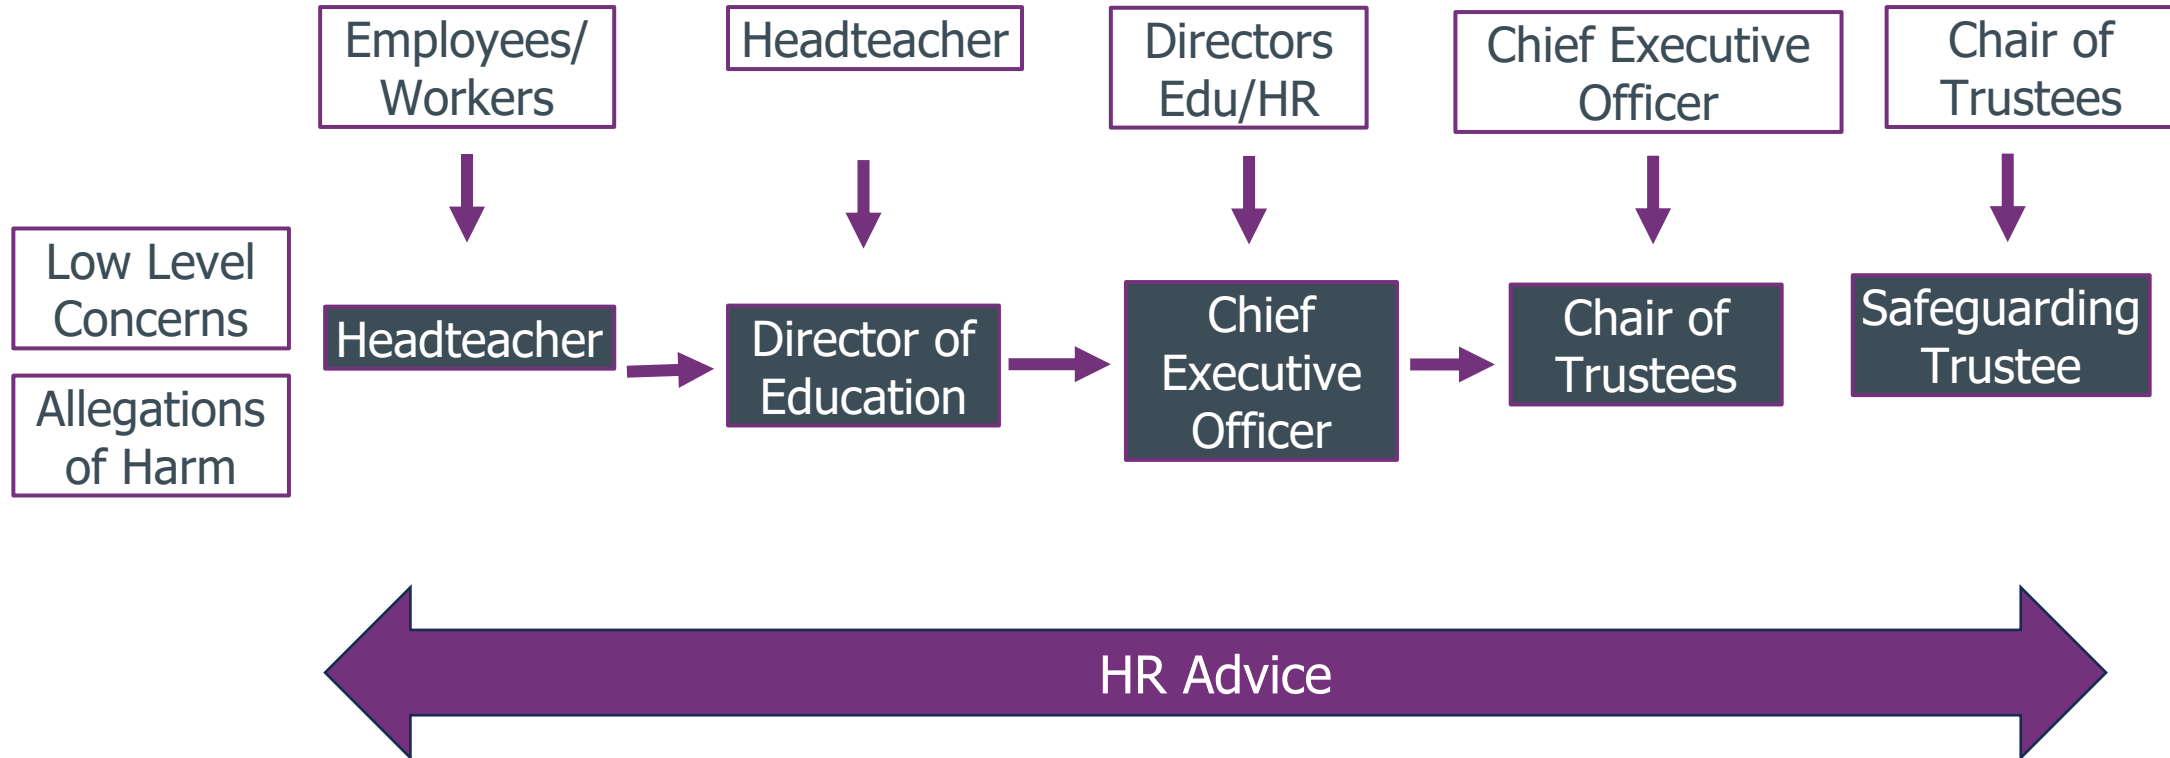 Employees/
Workers
Headteacher
Directors
Edu/HR
Chief Executive
Officer
Chair of
Trustees
Low Level
Concerns
Allegations
of Harm
Headteacher
Director of
Education
Chief
Executive
Officer
Chair of
Trustees
Safeguarding
Trustee
HR Advice